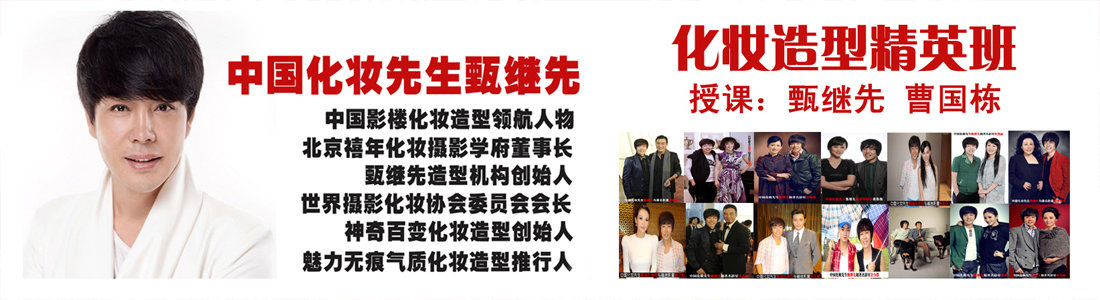 中国化妆先生甄继先
中国影楼化妆造型领航人物
北京禧年化妆摄影学府董事长
甄继先造型机构创始人
世界摄影化妆协会委员会会长
神奇百变化妆造型创始人
魅力无痕气质化妆造型推行人
化妆造型精英班
授课：甄继先 曹国栋